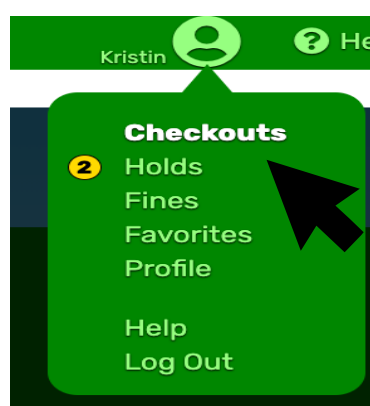 Kristin ? He
Checkouts
2 Holds
Fines
Favorites
Profile
Help
Log Out